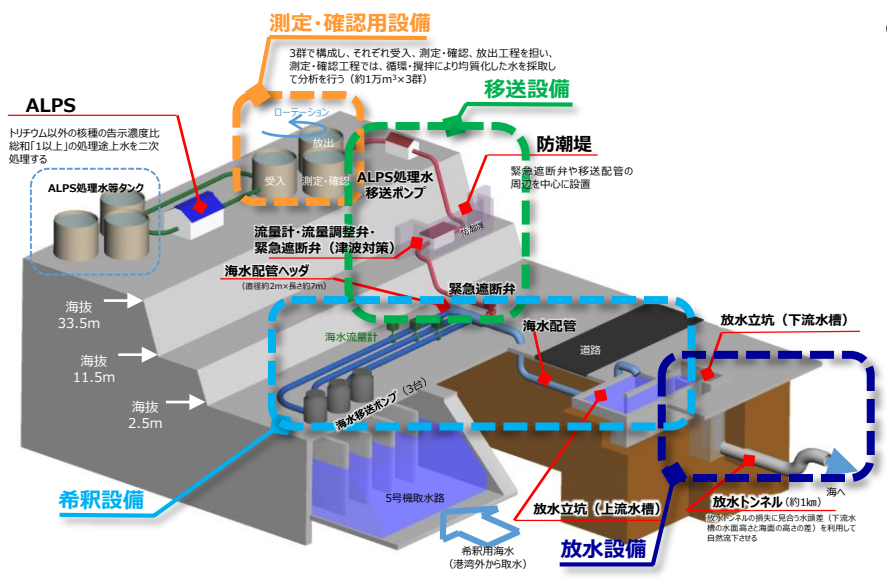 測定・確認用設備
3群で構成し、それぞれ受入、測定・確認、放出工程を担い、
測定・確認工程では、循環・攪拌により均質化した水を採取し
て分析を行う（約1万m³×3群）
移送設備
ALPS
トリチウム以外の核種の告示濃度比
総和「1以上」の処理途上水を二次
処理する
ローテーション
放出
受入
測定・確認
ALPS処理水等タンク
ALPS処理水
移送ポンプ
防潮堤
緊急遮断弁や移送配管の
周辺を中心に設置
防潮堤
流量計・流量調整弁・
緊急遮断弁（津波対策）
海水配管ヘッダ
（直径約2m×長さ約7m）
緊急遮断弁
海抜
33.5m
海抜
11.5m
海抜
2.5m
海水流量計
海水配管
道路
放水立坑（下流水槽）
海水移送ポンプ（3台）
5号機取水路
希釈設備
希釈用海水
（港湾外から取水）
放水立坑（上流水槽）
放水設備
海へ
放水トンネル（約1km）
放水トンネルの損失に見合う水頭差（下流水
槽の水面高さと海面の高さの差）を利用して
自然流下させる